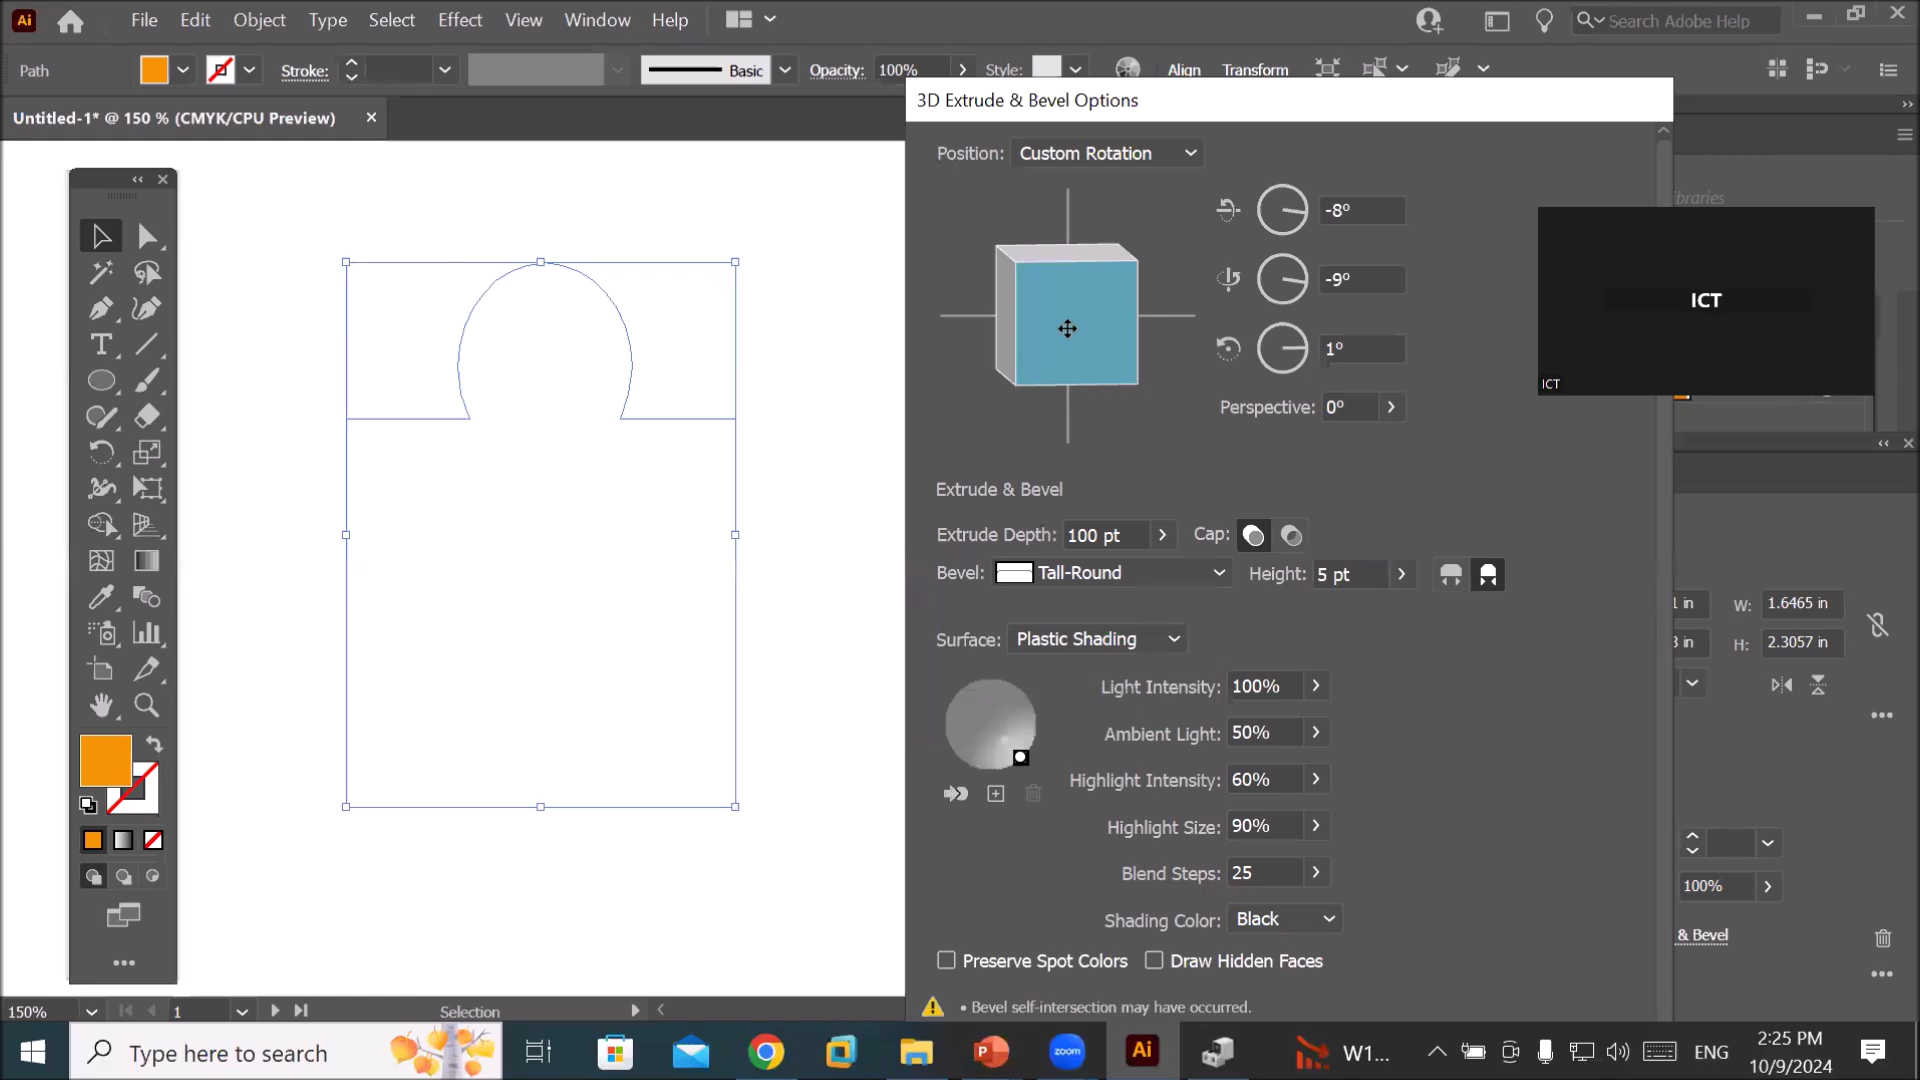 Ai File Edit Object Type Select Effect View Window Help Search Adobe Help
Path Stroke: Basic Opacity: 100% Style: Align Transform
Untitled-1* @ 150 % (CMYK/CPU Preview)
3D Extrude & Bevel Options
Position: Custom Rotation
-8°
-9°
1°
Perspective: 0°
ibraries
ICT
ICT
Extrude & Bevel
Extrude Depth: 100 pt Cap:
Bevel: Tall-Round Height: 5 pt
Surface: Plastic Shading
Light Intensity: 100%
Ambient Light: 50%
Highlight Intensity: 60%
Highlight Size: 90%
Blend Steps: 25
Shading Color: Black
Preserve Spot Colors Draw Hidden Faces
• Bevel self-intersection may have occurred.
in W: 1.6465 in
in H: 2.3057 in
100%
& Bevel
150% 1 Selection
Type here to search zoom Ai W1... ENG 2:25 PM
10/9/2024